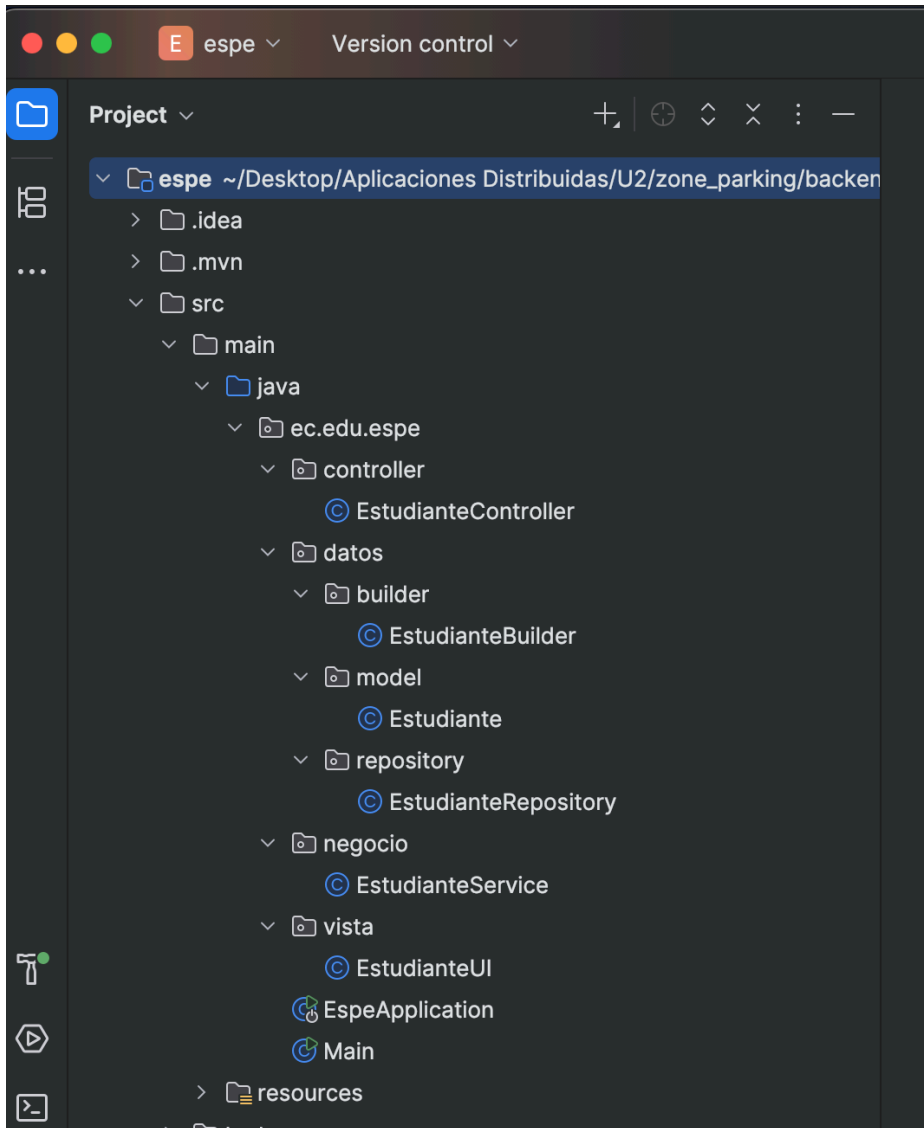 E espe Version control
Project
espe ~/Desktop/Aplicaciones Distribuidas/U2/zone_parking/backen
.idea
.mvn
src
main
java
ec.edu.espe
controller
EstudianteController
datos
builder
EstudianteBuilder
model
Estudiante
repository
EstudianteRepository
negocio
EstudianteService
vista
EstudianteUI
EspeApplication
Main
resources